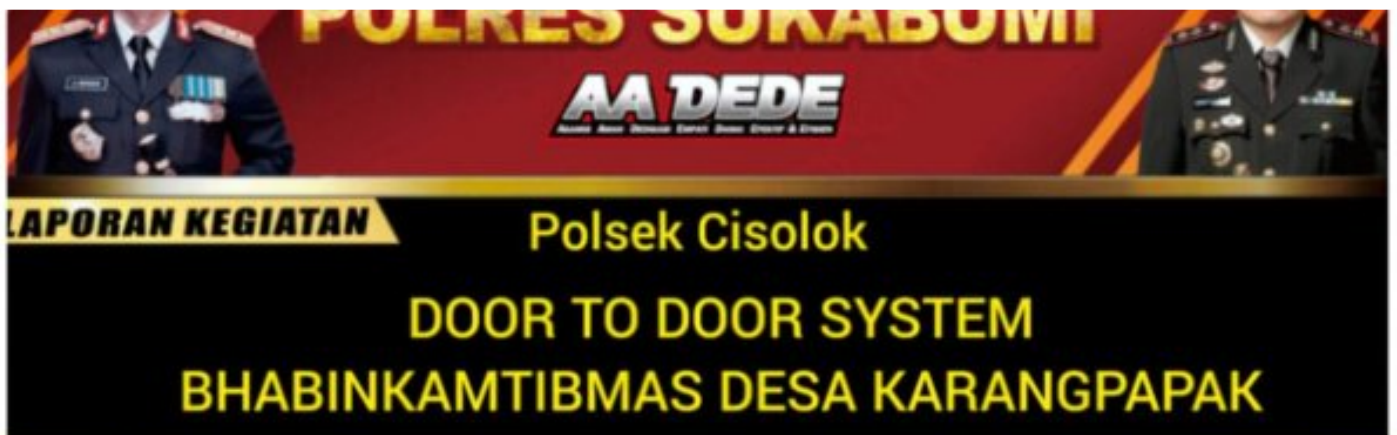 POLRES SUKABUMI
AA DEDE
LAPORAN KEGIATAN
Polsek Cisolok
DOOR TO DOOR SYSTEM
BHABINKAMTIBMAS DESA KARANGPAPAK